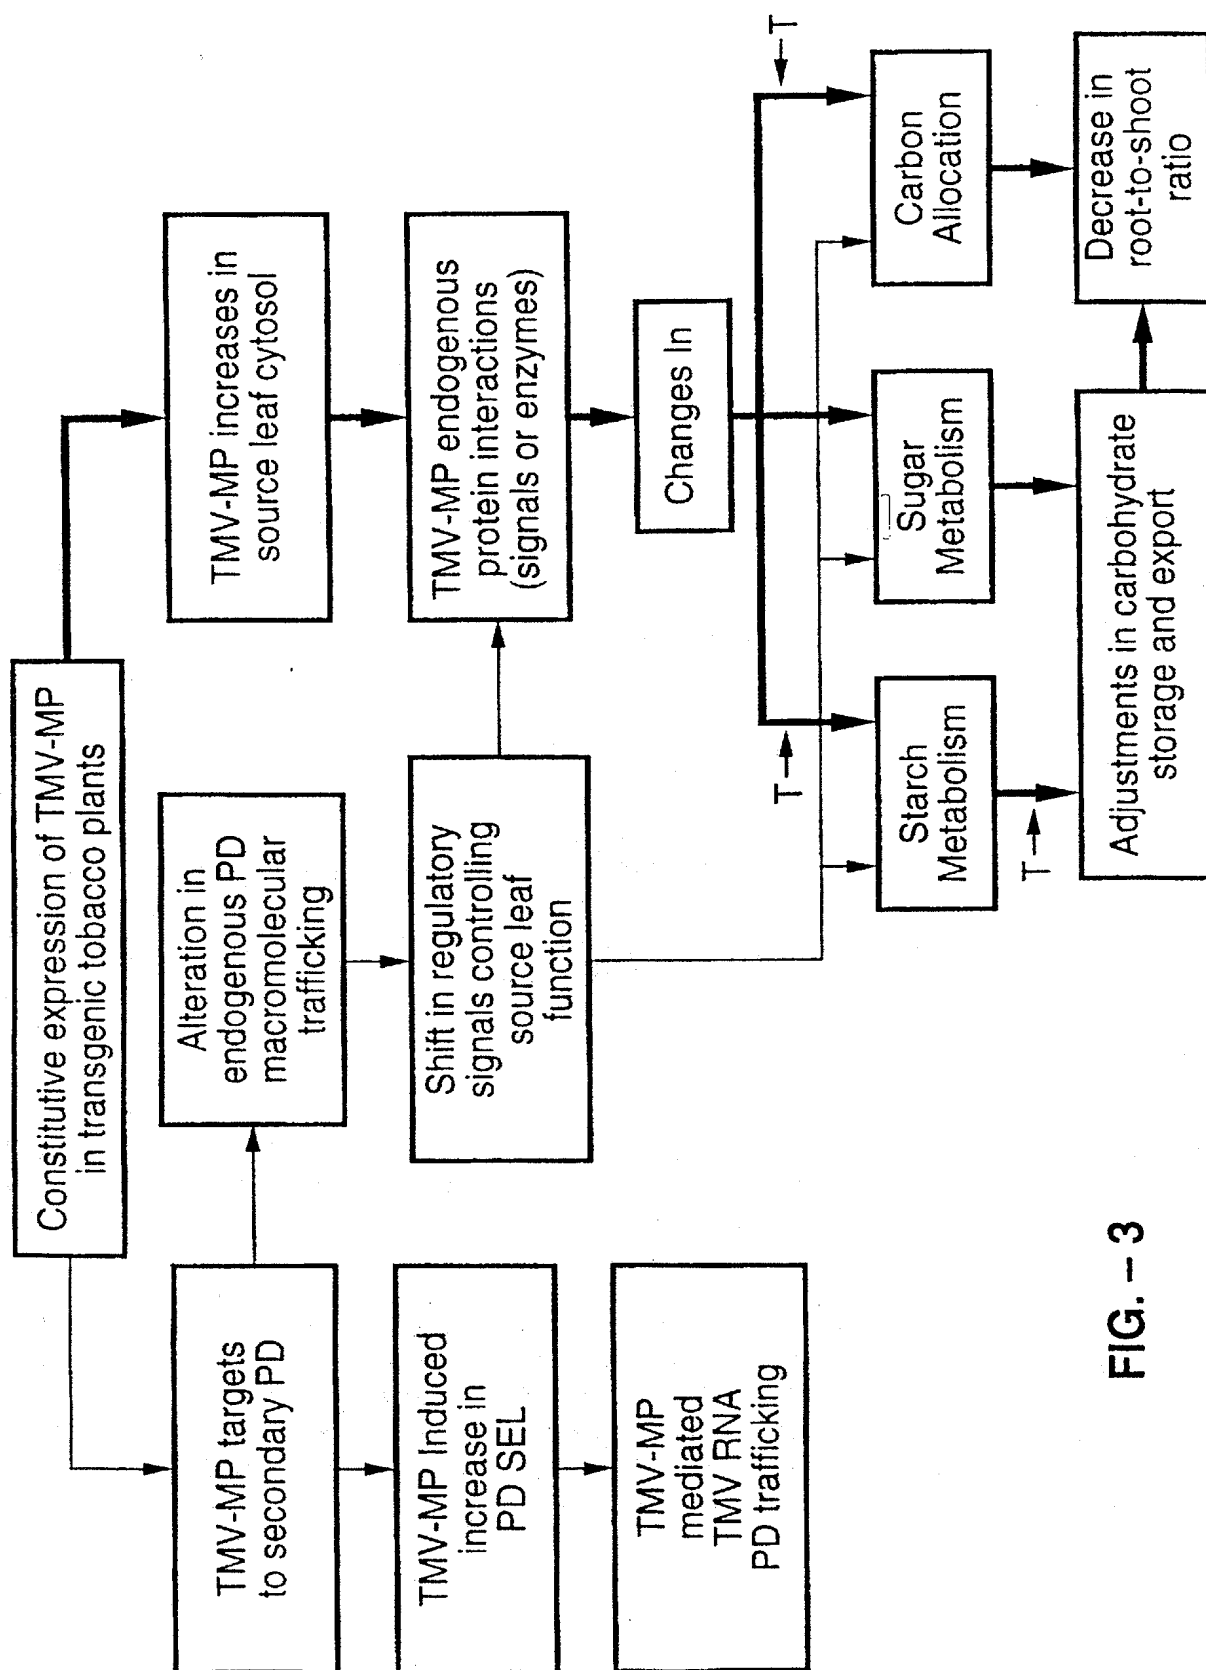 Constitutive expression of TMV-MP
in transgenic tobacco plants
TMV-MP targets
to secondary PD
Alteration in
endogenous PD
macromolecular
trafficking
TMV-MP increases in
source leaf cytosol
TMV-MP Induced
increase in
PD SEL
Shift in regulatory
signals controlling
source leaf
function
TMV-MP endogenous
protein interactions
(signals or enzymes)
TMV-MP
mediated
TMV RNA
PD trafficking
Changes In
T
T
Starch
Metabolism
Sugar
Metabolism
Carbon
Allocation
T
Adjustments in carbohydrate
storage and export
Decrease in
root-to-shoot
ratio
FIG. – 3